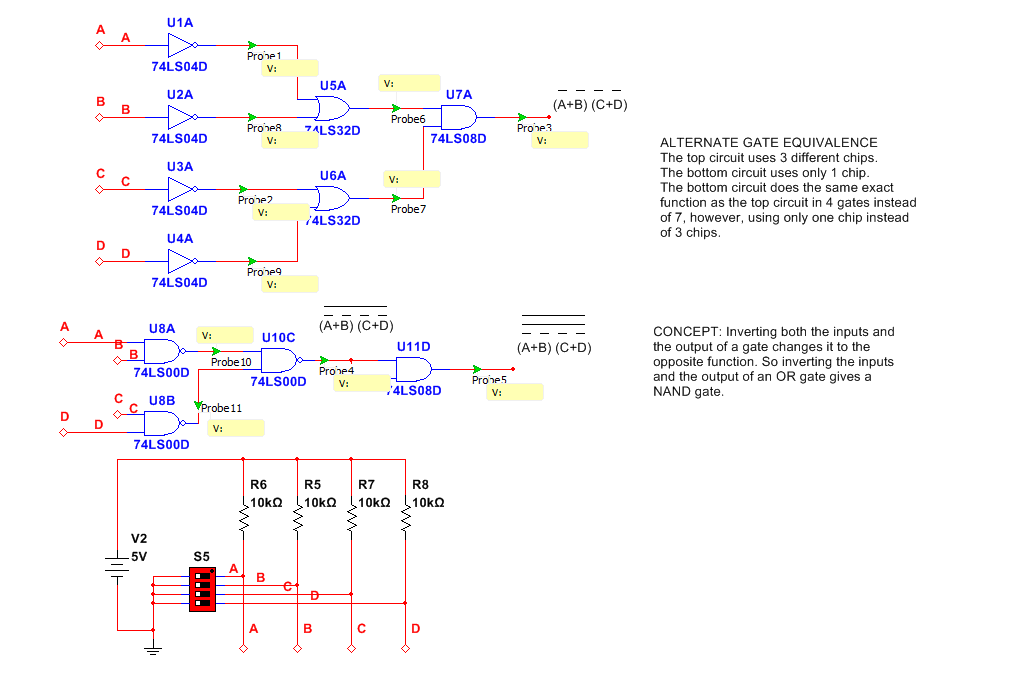 A
A
U1A
74LS04D
Probe1
V:
B
B
U2A
74LS04D
Probe8
V:
U5A
74LS32D
V:
Probe6
U7A
74LS08D
Probe3
V:
(A+B) (C+D)
C
C
U3A
74LS04D
Probe2
V:
U6A
74LS32D
V:
Probe7
D
D
U4A
74LS04D
Probe9
V:
ALTERNATE GATE EQUIVALENCE
The top circuit uses 3 different chips.
The bottom circuit uses only 1 chip.
The bottom circuit does the same exact
function as the top circuit in 4 gates instead
of 7, however, using only one chip instead
of 3 chips.
A
A
B
B
U8A
74LS00D
V:
Probe10
(A+B) (C+D)
U10C
74LS00D
Probe4
V:
U11D
74LS08D
(A+B) (C+D)
Probe5
V:
C
C
D
D
U8B
74LS00D
Probe11
V:
CONCEPT: Inverting both the inputs and
the output of a gate changes it to the
opposite function. So inverting the inputs
and the output of an OR gate gives a
NAND gate.
R6
10kΩ
R5
10kΩ
R7
10kΩ
R8
10kΩ
V2
5V
S5
A
B
C
D
A
B
C
D